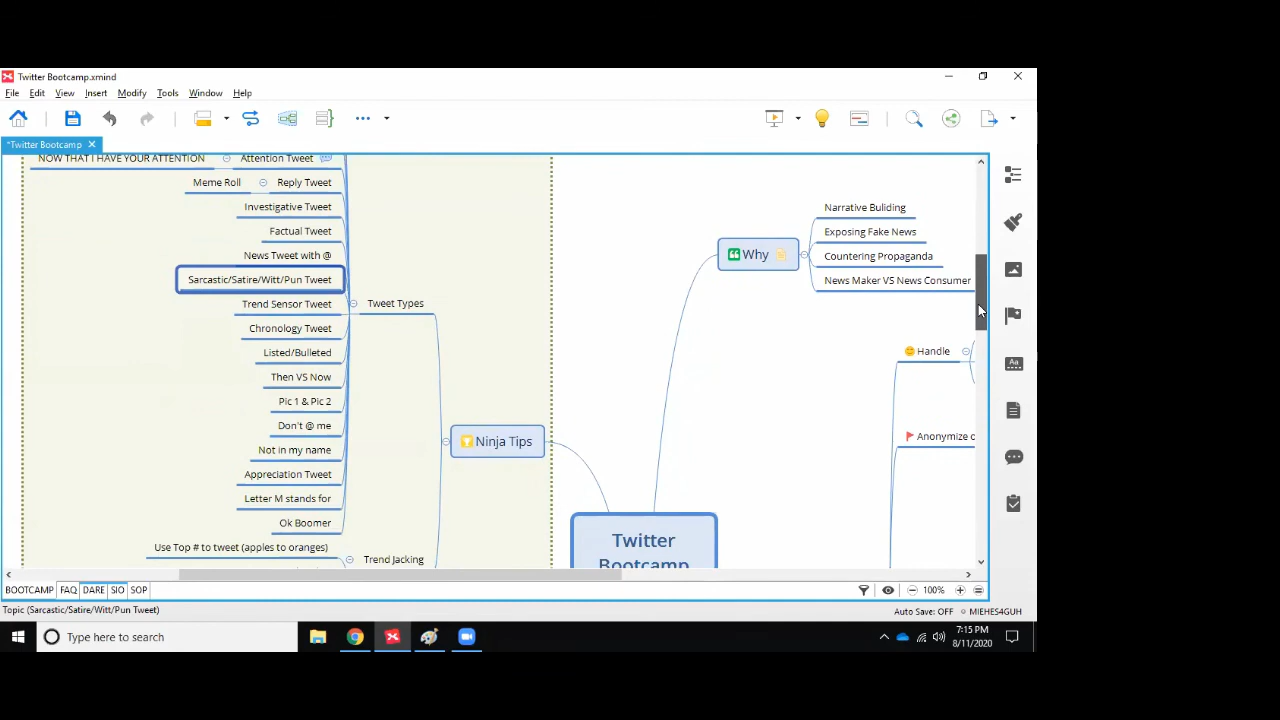 Twitter Bootcamp.xmind
File Edit View Insert Modify Tools Window Help
*Twitter Bootcamp
NOW THAT I HAVE YOUR ATTENTION
Attention Tweet
Meme Roll
Reply Tweet
Investigative Tweet
Factual Tweet
News Tweet with @
Sarcastic/Satire/Witt/Pun Tweet
Trend Sensor Tweet
Chronology Tweet
Listed/Bulleted
Then VS Now
Pic 1 & Pic 2
Don't @ me
Not in my name
Appreciation Tweet
Letter M stands for
Ok Boomer
Tweet Types
Use Top # to tweet (apples to oranges)
Trend Jacking
Ninja Tips
Twitter
Bootcamp
Why
Narrative Buliding
Exposing Fake News
Countering Propaganda
News Maker VS News Consumer
Handle
Anonymize o
BOOTCAMP FAQ DARE SIO SOP
100%
Topic (Sarcastic/Satire/Witt/Pun Tweet)
Auto Save: OFF
MIEHES4GUH
Type here to search
7:15 PM
8/11/2020